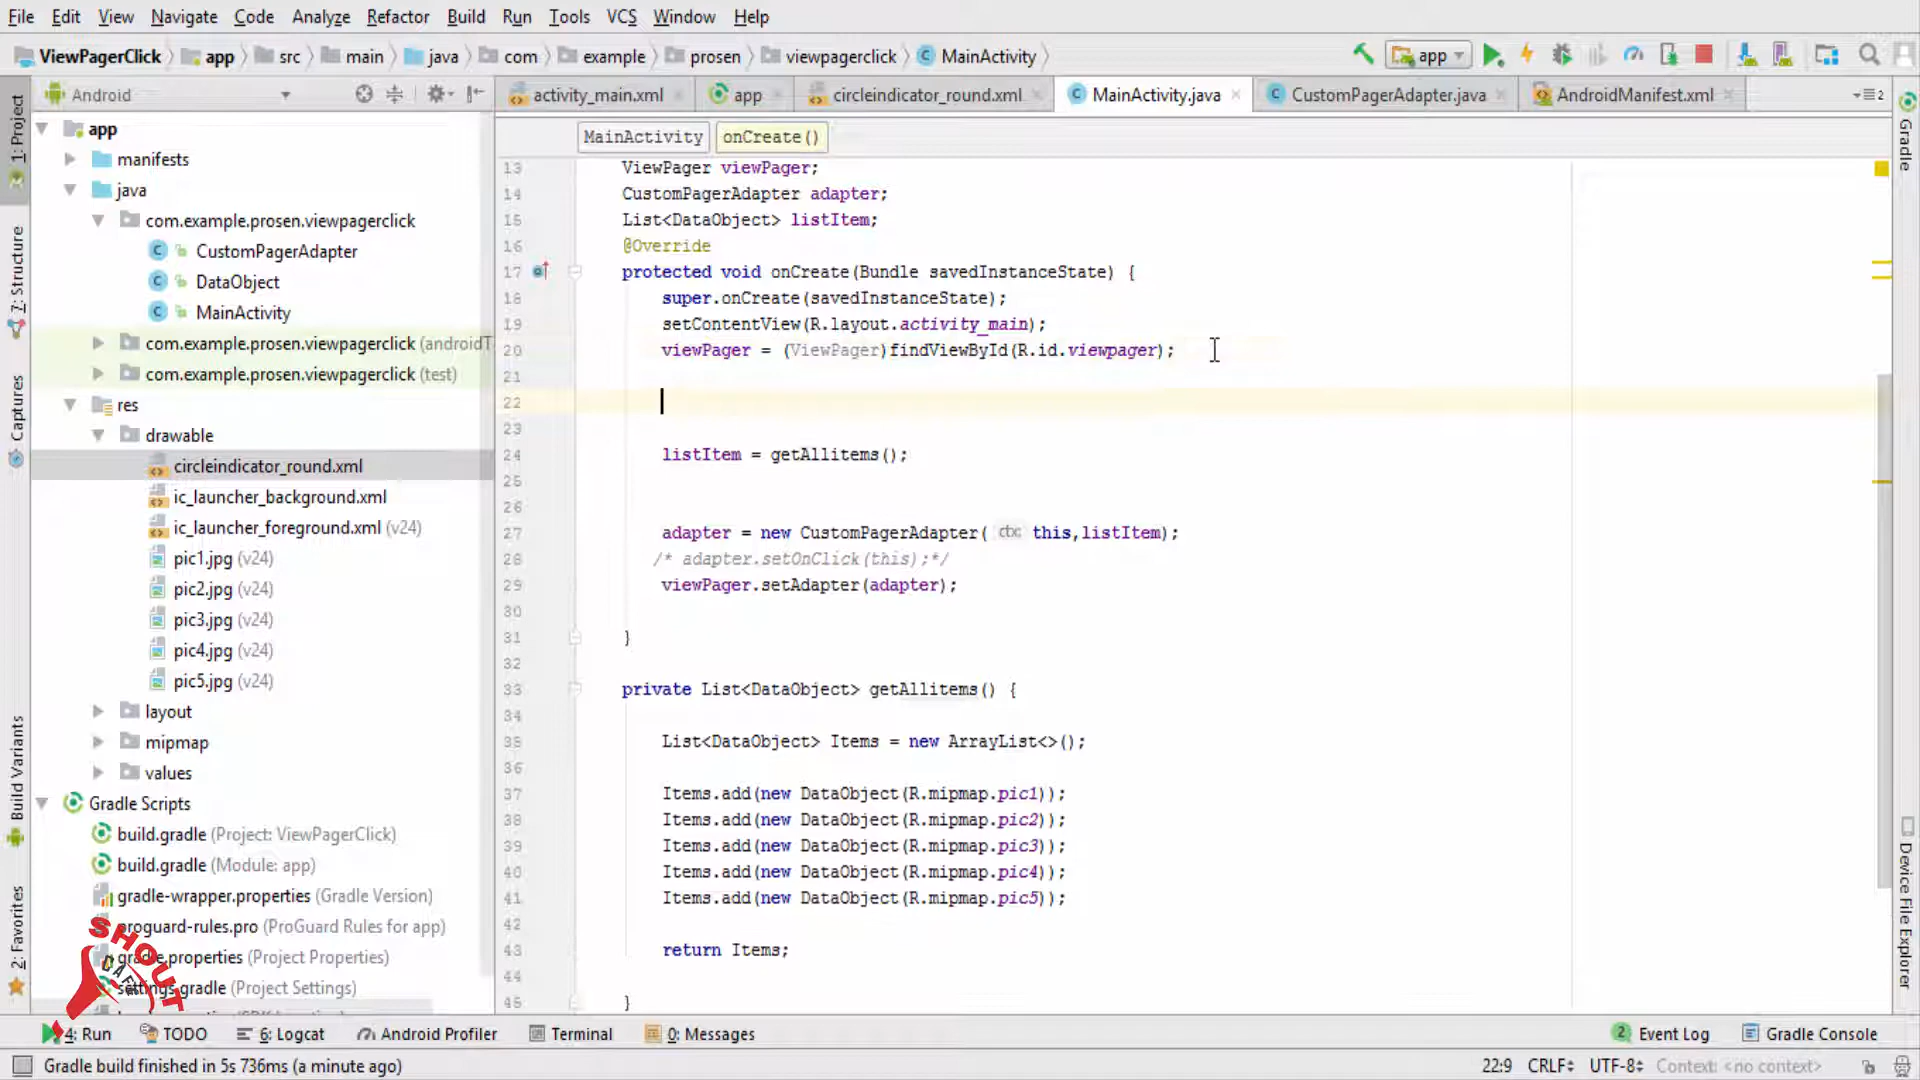 File Edit View Navigate Code Analyze Refactor Build Run Tools VCS Window Help
ViewPagerClick app src main java com example prosen viewpagerclick MainActivity app
Android activity_main.xml app circleindicator_round.xml MainActivity.java CustomPagerAdapter.java AndroidManifest.xml 2
MainActivity onCreate()
1: Project
7: Structure
Captures
Build Variants
2: Favorites
app
manifests
java
com.example.prosen.viewpagerclick
CustomPagerAdapter
DataObject
MainActivity
com.example.prosen.viewpagerclick (androidT
com.example.prosen.viewpagerclick (test)
res
drawable
circleindicator_round.xml
ic_launcher_background.xml
ic_launcher_foreground.xml (v24)
pic1.jpg (v24)
pic2.jpg (v24)
pic3.jpg (v24)
pic4.jpg (v24)
pic5.jpg (v24)
layout
mipmap
values
Gradle Scripts
build.gradle (Project: ViewPagerClick)
build.gradle (Module: app)
gradle-wrapper.properties (Gradle Version)
proguard-rules.pro (ProGuard Rules for app)
gradle.properties (Project Properties)
settings.gradle (Project Settings)
SHOUT
CAFE
13 ViewPager viewPager;
14 CustomPagerAdapter adapter;
15 List<DataObject> listItem;
16 @Override
17 protected void onCreate(Bundle savedInstanceState) {
18 super.onCreate(savedInstanceState);
19 setContentView(R.layout.activity_main);
20 viewPager = (ViewPager)findViewById(R.id.viewpager);
21
22
23
24 listItem = getAllitems();
25
26
27 adapter = new CustomPagerAdapter( ctx: this,listItem);
28 /* adapter.setOnClick(this);*/
29 viewPager.setAdapter(adapter);
30
31 }
32
33 private List<DataObject> getAllitems() {
34
35 List<DataObject> Items = new ArrayList<>();
36
37 Items.add(new DataObject(R.mipmap.pic1));
38 Items.add(new DataObject(R.mipmap.pic2));
39 Items.add(new DataObject(R.mipmap.pic3));
40 Items.add(new DataObject(R.mipmap.pic4));
41 Items.add(new DataObject(R.mipmap.pic5));
42
43 return Items;
44
45 }
Gradle
Device File Explorer
4: Run TODO 6: Logcat Android Profiler Terminal 0: Messages 2 Event Log Gradle Console
Gradle build finished in 5s 736ms (a minute ago) 22:9 CRLF UTF-8 Context: <no context>